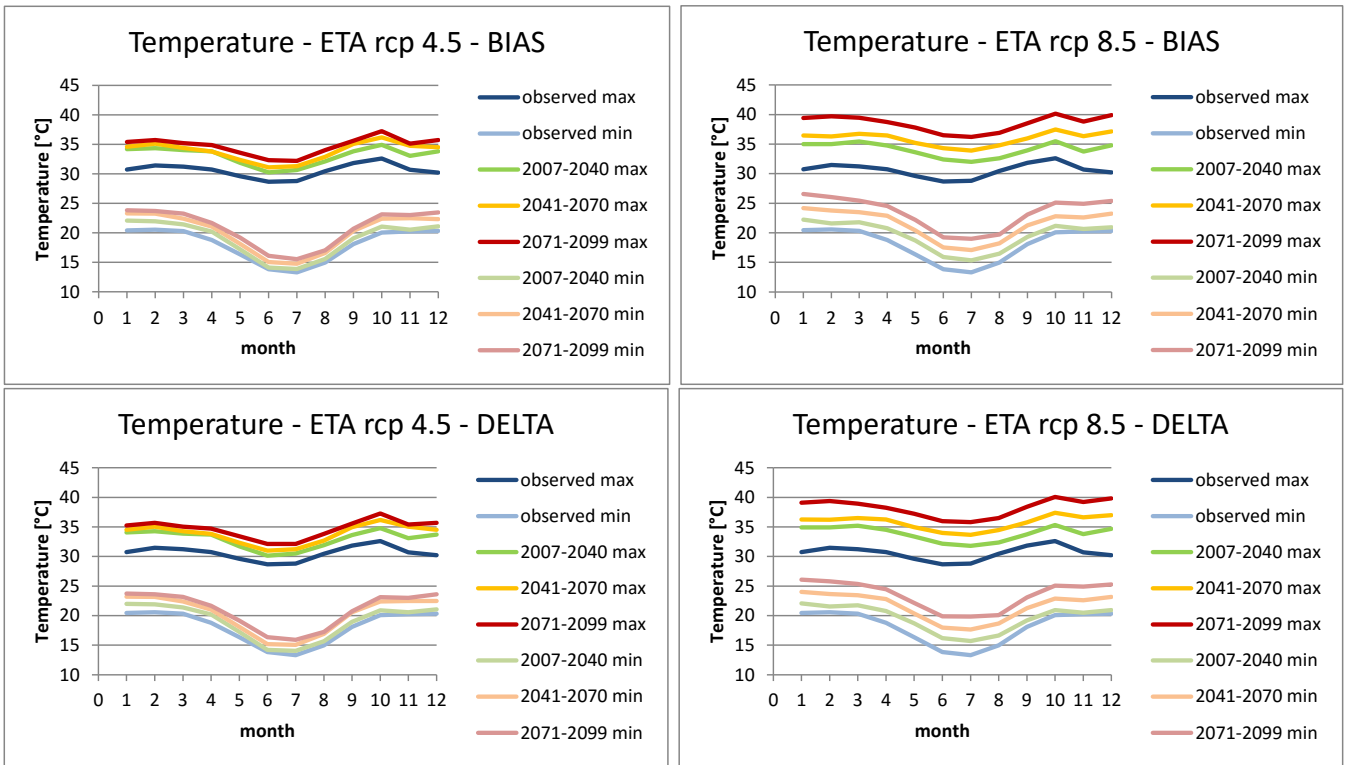 Temperature - ETA rcp 4.5 - BIAS
Temperature [°C]
45
40
35
30
25
20
15
10
0 1 2 3 4 5 6 7 8 9 10 11 12
month
observed max
observed min
2007-2040 max
2041-2070 max
2071-2099 max
2007-2040 min
2041-2070 min
2071-2099 min
Temperature - ETA rcp 8.5 - BIAS
Temperature [°C]
45
40
35
30
25
20
15
10
0 1 2 3 4 5 6 7 8 9 10 11 12
month
observed max
observed min
2007-2040 max
2041-2070 max
2071-2099 max
2007-2040 min
2041-2070 min
2071-2099 min
Temperature - ETA rcp 4.5 - DELTA
Temperature [°C]
45
40
35
30
25
20
15
10
0 1 2 3 4 5 6 7 8 9 10 11 12
month
observed max
observed min
2007-2040 max
2041-2070 max
2071-2099 max
2007-2040 min
2041-2070 min
2071-2099 min
Temperature - ETA rcp 8.5 - DELTA
Temperature [°C]
45
40
35
30
25
20
15
10
0 1 2 3 4 5 6 7 8 9 10 11 12
month
observed max
observed min
2007-2040 max
2041-2070 max
2071-2099 max
2007-2040 min
2041-2070 min
2071-2099 min